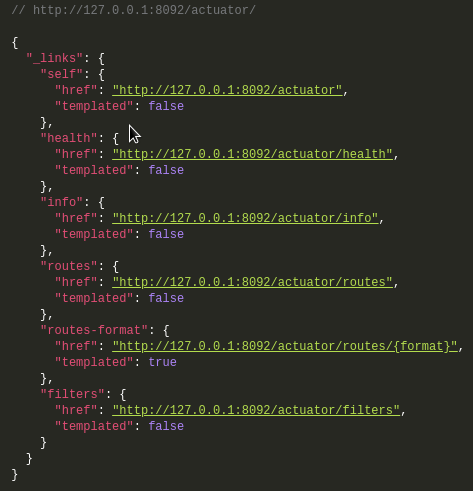 // http://127.0.0.1:8092/actuator/
{
  "_links": {
    "self": {
      "href": "http://127.0.0.1:8092/actuator",
      "templated": false
    },
    "health": {
      "href": "http://127.0.0.1:8092/actuator/health",
      "templated": false
    },
    "info": {
      "href": "http://127.0.0.1:8092/actuator/info",
      "templated": false
    },
    "routes": {
      "href": "http://127.0.0.1:8092/actuator/routes",
      "templated": false
    },
    "routes-format": {
      "href": "http://127.0.0.1:8092/actuator/routes/{format}",
      "templated": true
    },
    "filters": {
      "href": "http://127.0.0.1:8092/actuator/filters",
      "templated": false
    }
  }
}